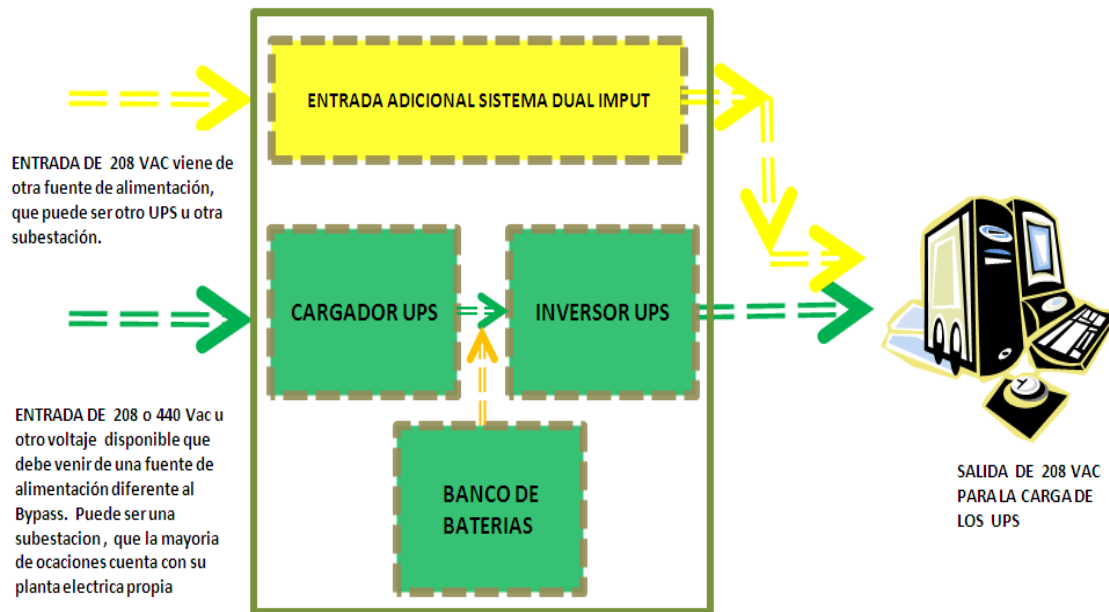 ENTRADA ADICIONAL SISTEMA DUAL IMPUT
ENTRADA DE 208 VAC viene de
otra fuente de alimentación,
que puede ser otro UPS u otra
subestación.
CARGADOR UPS
INVERSOR UPS
ENTRADA DE 208 o 440 Vac u
otro voltaje disponible que
debe venir de una fuente de
alimentación diferente al
Bypass. Puede ser una
subestacion , que la mayoria
de ocaciones cuenta con su
planta electrica propia
BANCO DE
BATERIAS
SALIDA DE 208 VAC
PARA LA CARGA DE
LOS UPS